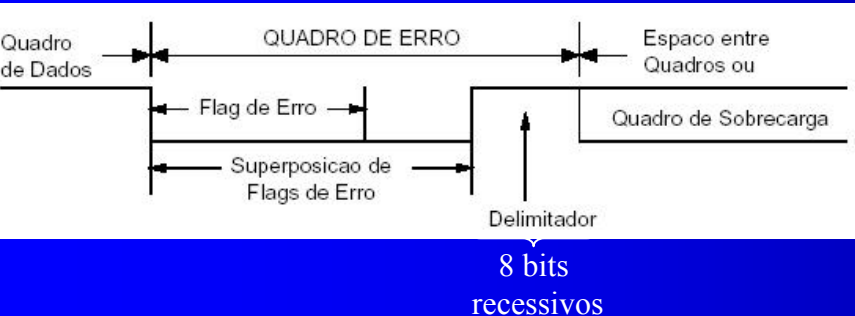 Quadro
de Dados
QUADRO DE ERRO
Espaco entre
Quadros ou
Flag de Erro
Quadro de Sobrecarga
Superposicao de
Flags de Erro
Delimitador
8 bits
recessivos